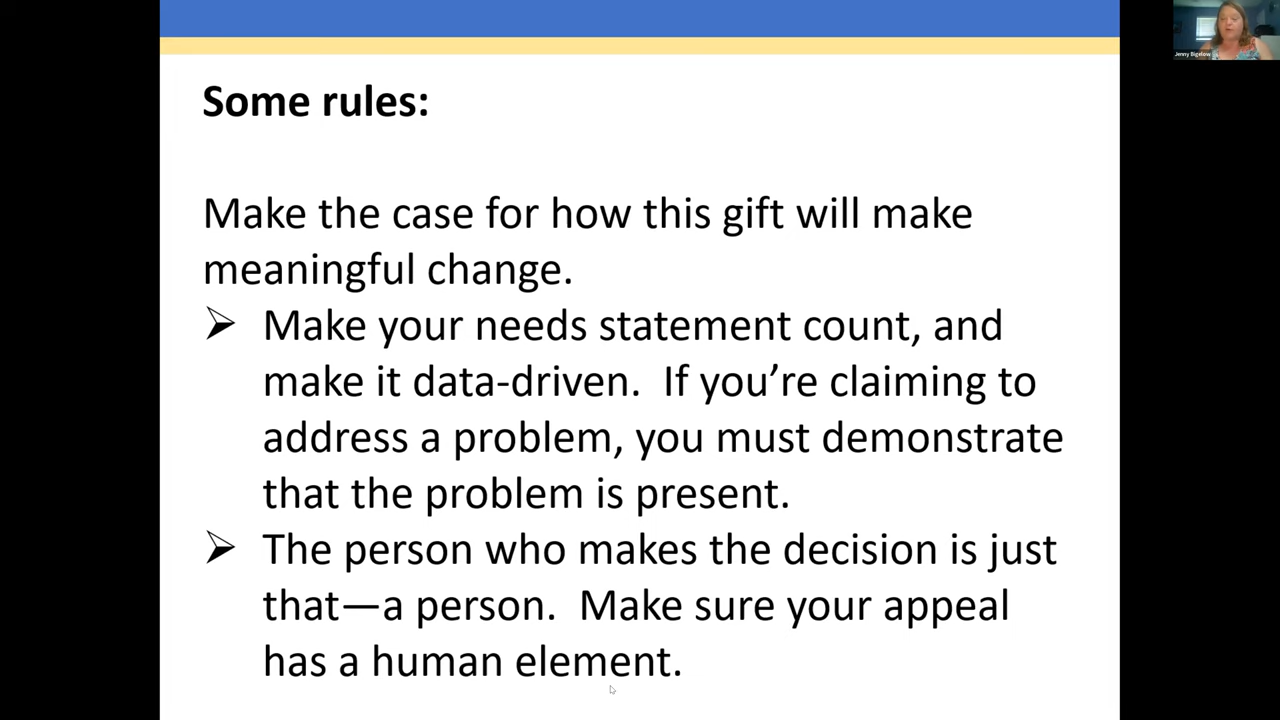 Some rules:
Make the case for how this gift will make
meaningful change.
➢ Make your needs statement count, and
make it data-driven.  If you’re claiming to
address a problem, you must demonstrate
that the problem is present.
➢ The person who makes the decision is just
that—a person.  Make sure your appeal
has a human element.
Jenny Bigelow